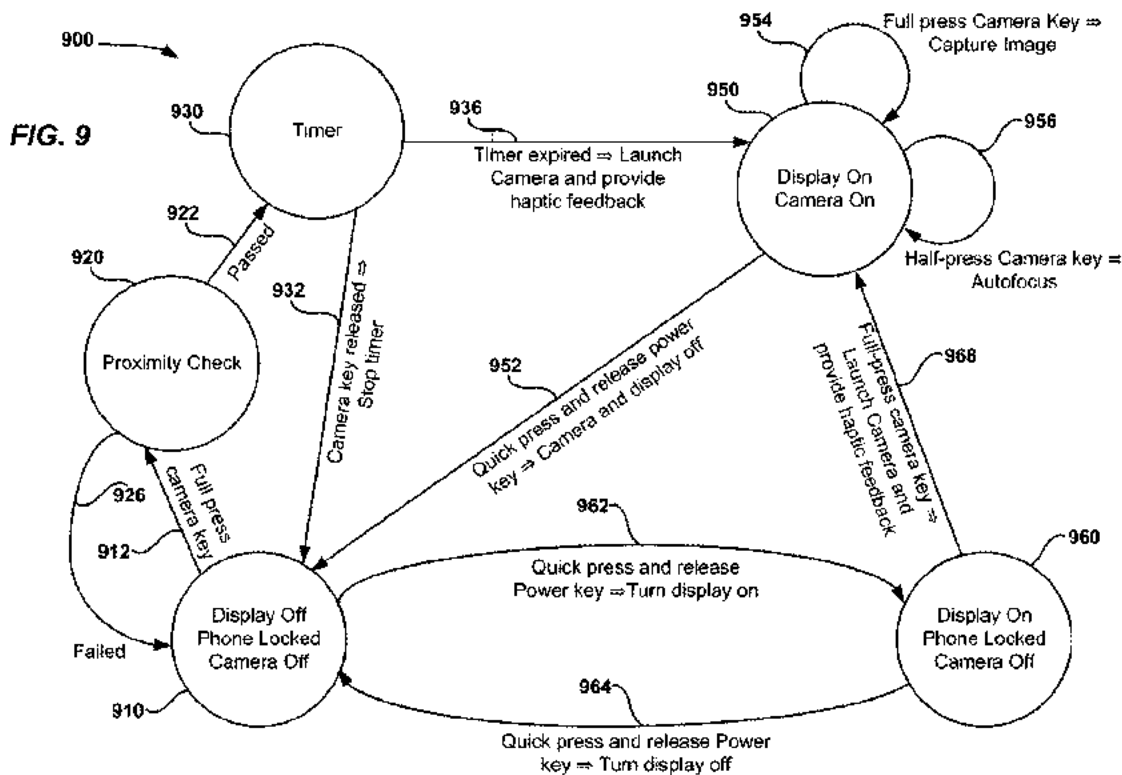 900
FIG. 9
930
Timer
936
Timer expired ⇒ Launch
Camera and provide
haptic feedback
954
Full press Camera Key ⇒
Capture Image
950
956
Display On
Camera On
Half-press Camera key =
Autofocus
922
Passed
920
Proximity Check
932
Camera key released ⇒
Stop timer
952
Quick press and release power
key ⇒ Camera and display off
968
Full-press camera key ⇒
Launch Camera and
provide haptic feedback
926
912
Full press
camera key
Failed
910
Display Off
Phone Locked
Camera Off
962
Quick press and release
Power key ⇒Turn display on
960
Display On
Phone Locked
Camera Off
964
Quick press and release Power
key ⇒ Turn display off